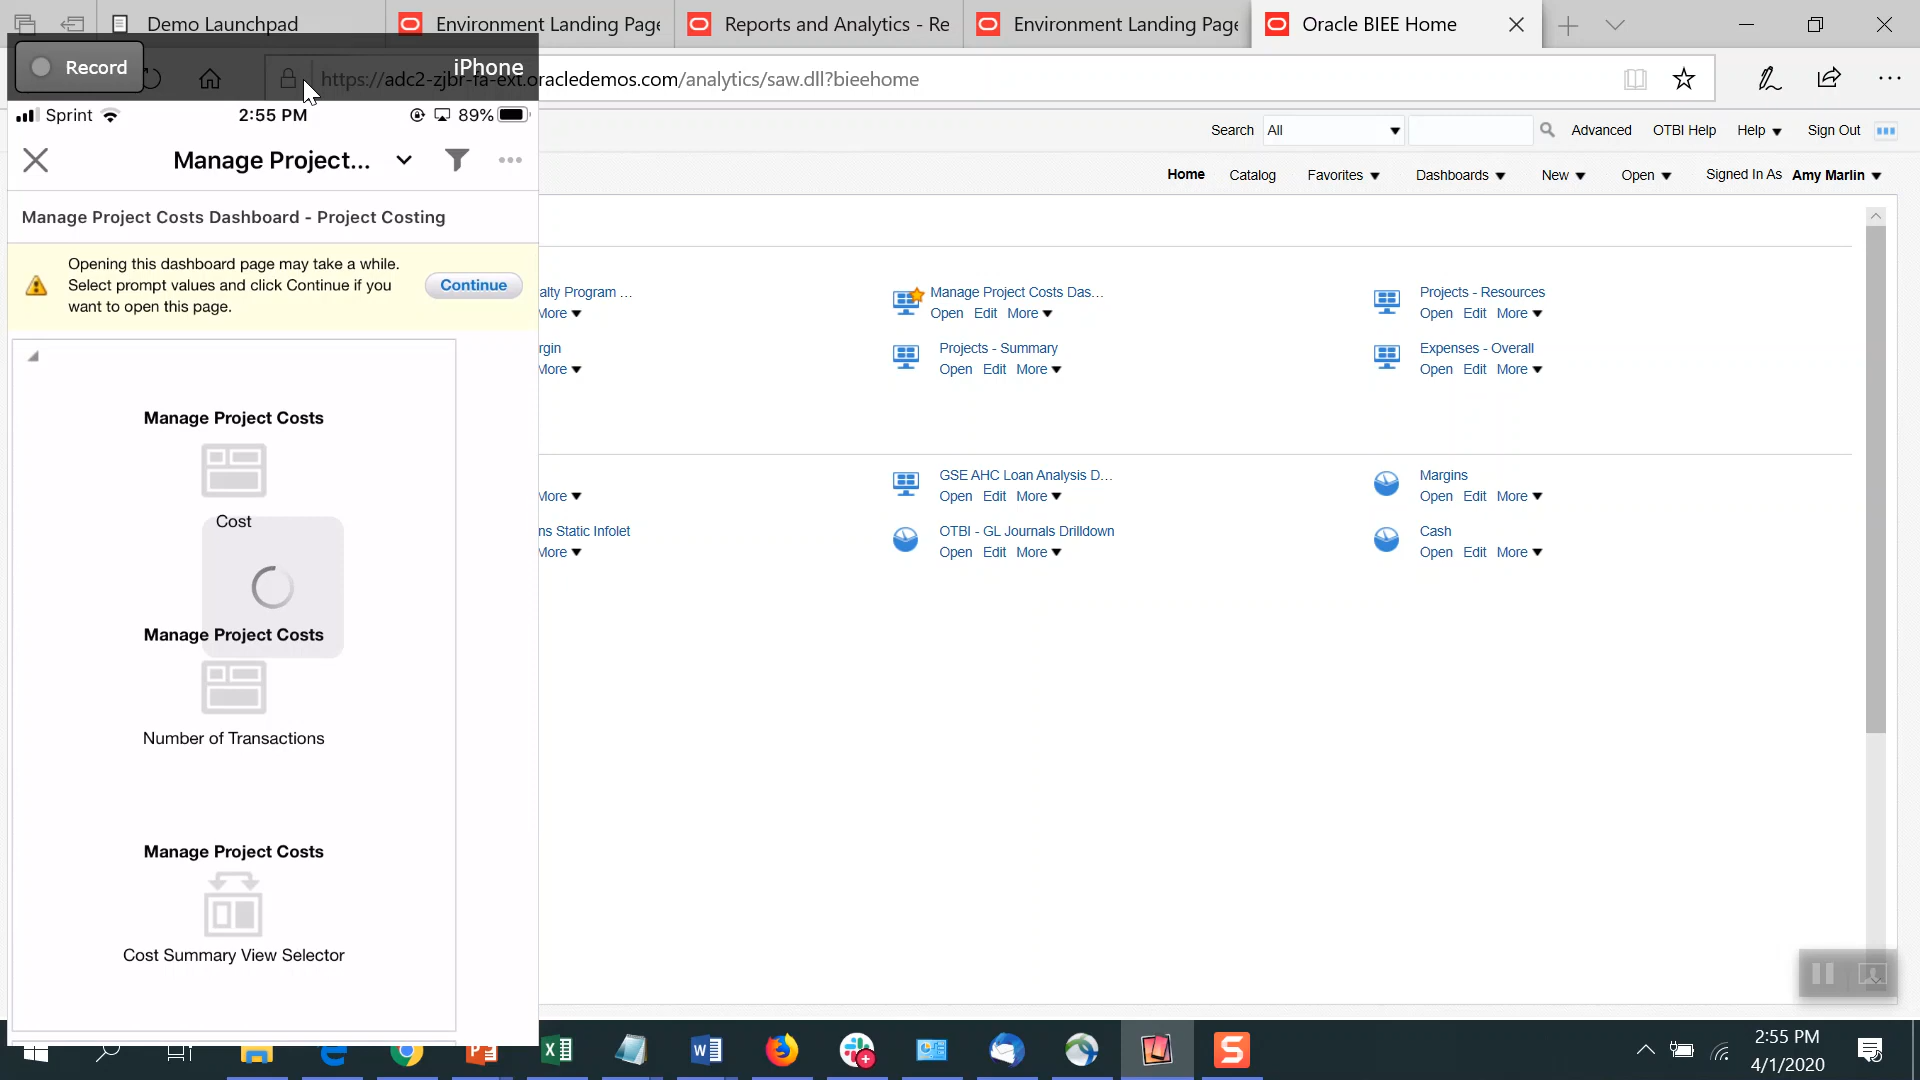 Demo Launchpad
Environment Landing Page
Reports and Analytics - Re
Environment Landing Page
Oracle BIEE Home
Record
iPhone
https://adc2-zjbr-fa-ext.oracledemos.com/analytics/saw.dll?bieehome
Sprint
2:55 PM
89%
Manage Project...
Manage Project Costs Dashboard - Project Costing
Opening this dashboard page may take a while.
Select prompt values and click Continue if you
want to open this page.
Continue
Manage Project Costs
Cost
Manage Project Costs
Number of Transactions
Manage Project Costs
Cost Summary View Selector
Search All Advanced OTBI Help Help Sign Out
Home Catalog Favorites Dashboards New Open Signed In As Amy Marlin
alty Program ...
More
Manage Project Costs Das...
Open Edit More
Projects - Resources
Open Edit More
rgin
More
Projects - Summary
Open Edit More
Expenses - Overall
Open Edit More
More
GSE AHC Loan Analysis D...
Open Edit More
Margins
Open Edit More
ns Static Infolet
More
OTBI - GL Journals Drilldown
Open Edit More
Cash
Open Edit More
2:55 PM
4/1/2020